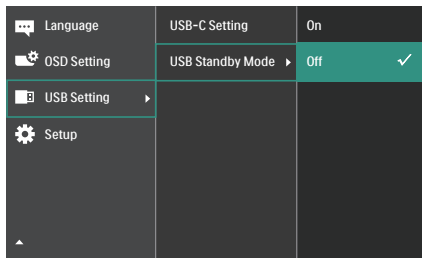 Language
OSD Setting
USB Setting
Setup
USB-C Setting
USB Standby Mode
On
Off